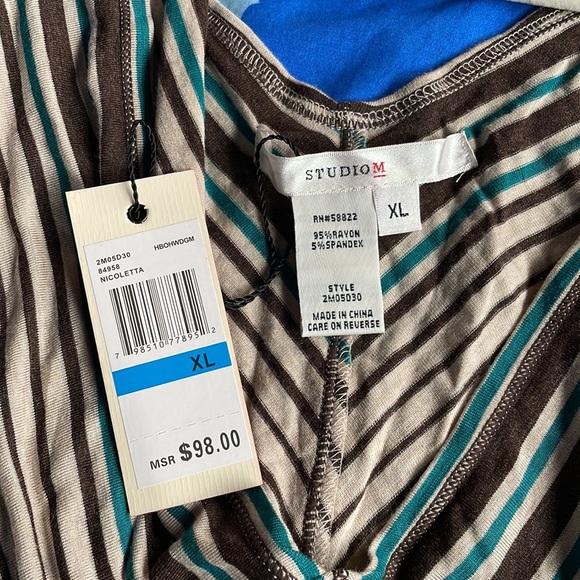 2M05D30 HBOHWDGM
84958
NICOLETTA
7 98510 77895 2
XL
MSR $98.00
STUDIO M
XL
RN#58822
95%RAYON
5%SPANDEX
STYLE
2M05D30
MADE IN CHINA
CARE ON REVERSE